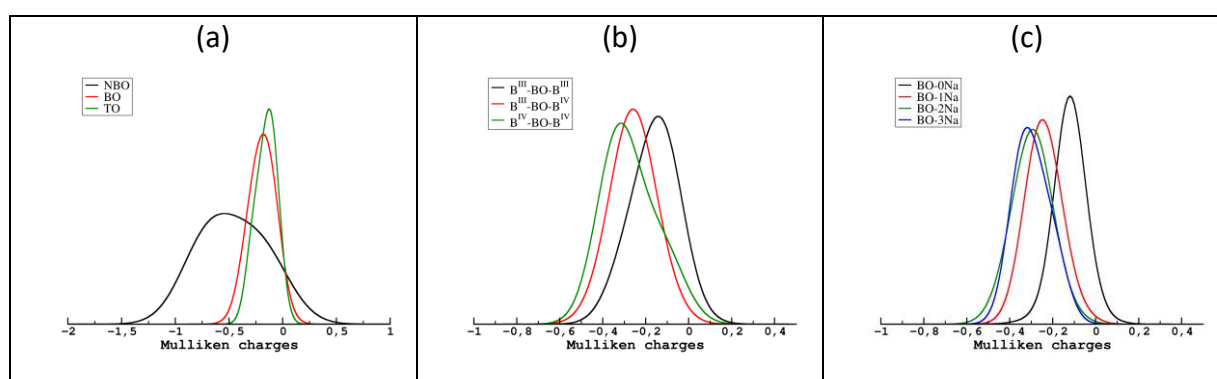 (a)
NBO
BO
TO
-2 -1,5 -1 -0,5 0 0,5 1
Mulliken charges
(b)
B^III-BO-B^III
B^III-BO-B^IV
B^IV-BO-B^IV
-1 -0,8 -0,6 -0,4 -0,2 0 0,2 0,4
Mulliken charges
(c)
BO-0Na
BO-1Na
BO-2Na
BO-3Na
-1 -0,8 -0,6 -0,4 -0,2 0 0,2 0,4
Mulliken charges